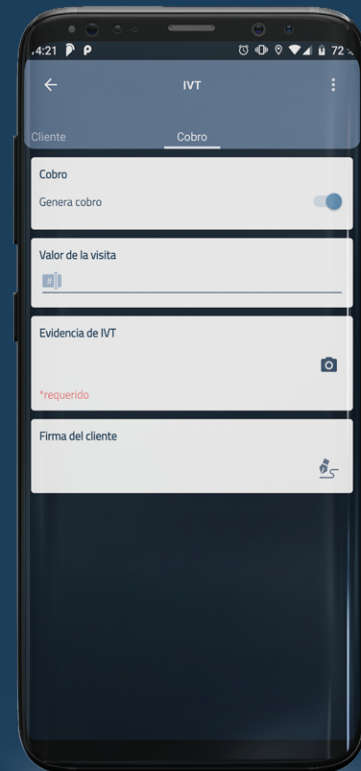 4:21 72
IVT
Cliente Cobro
Cobro
Genera cobro
Valor de la visita
#
Evidencia de IVT
*requerido
Firma del cliente